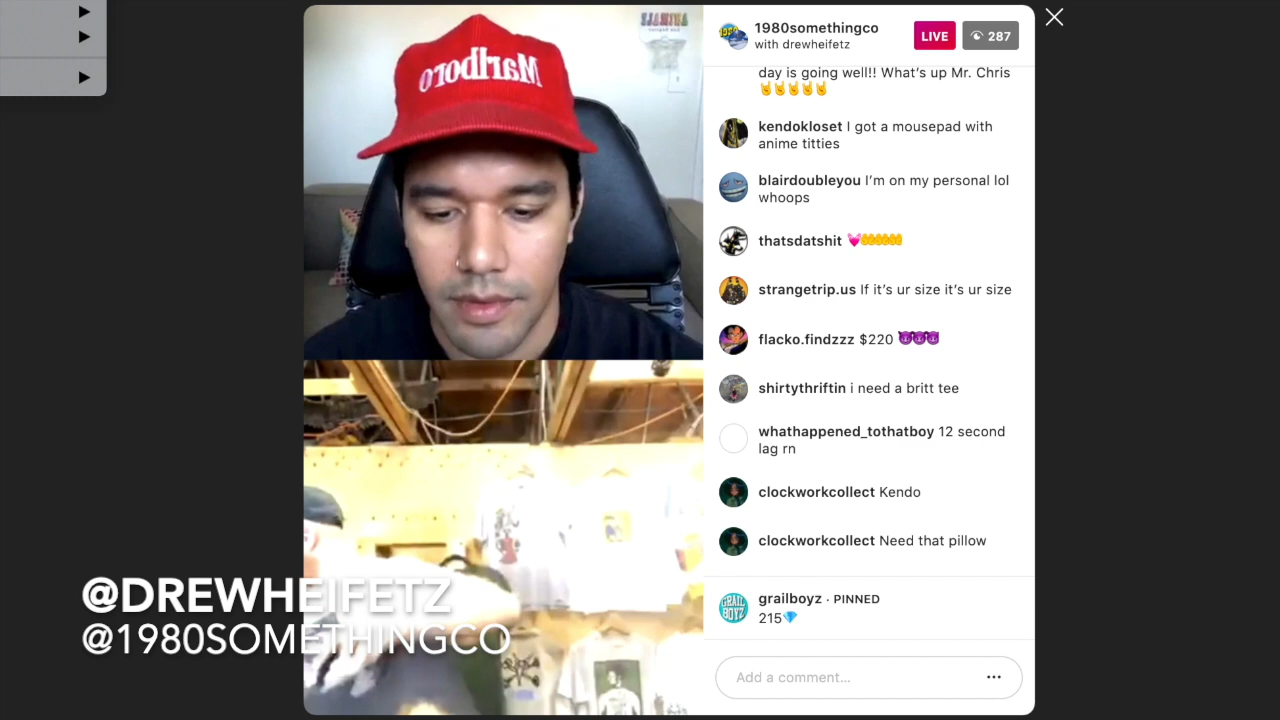 Marlboro
1980somethingco
with drewheifetz
LIVE
287
day is going well!! What's up Mr. Chris
🤘🤘🤘🤘🤘
kendokloset I got a mousepad with
anime titties
blairdoubleyou I'm on my personal lol
whoops
thatsdatshit 💓🤲🤲🤲
strangetrip.us If it's ur size it's ur size
flacko.findzzz $220 😈😈😈
shirtythriftin i need a britt tee
whathappened_tothatboy 12 second
lag rn
clockworkcollect Kendo
clockworkcollect Need that pillow
GRAIL
BOYZ
grailboyz · PINNED
215💎
Add a comment...
@DREWHEIFETZ
@1980SOMETHINGCO